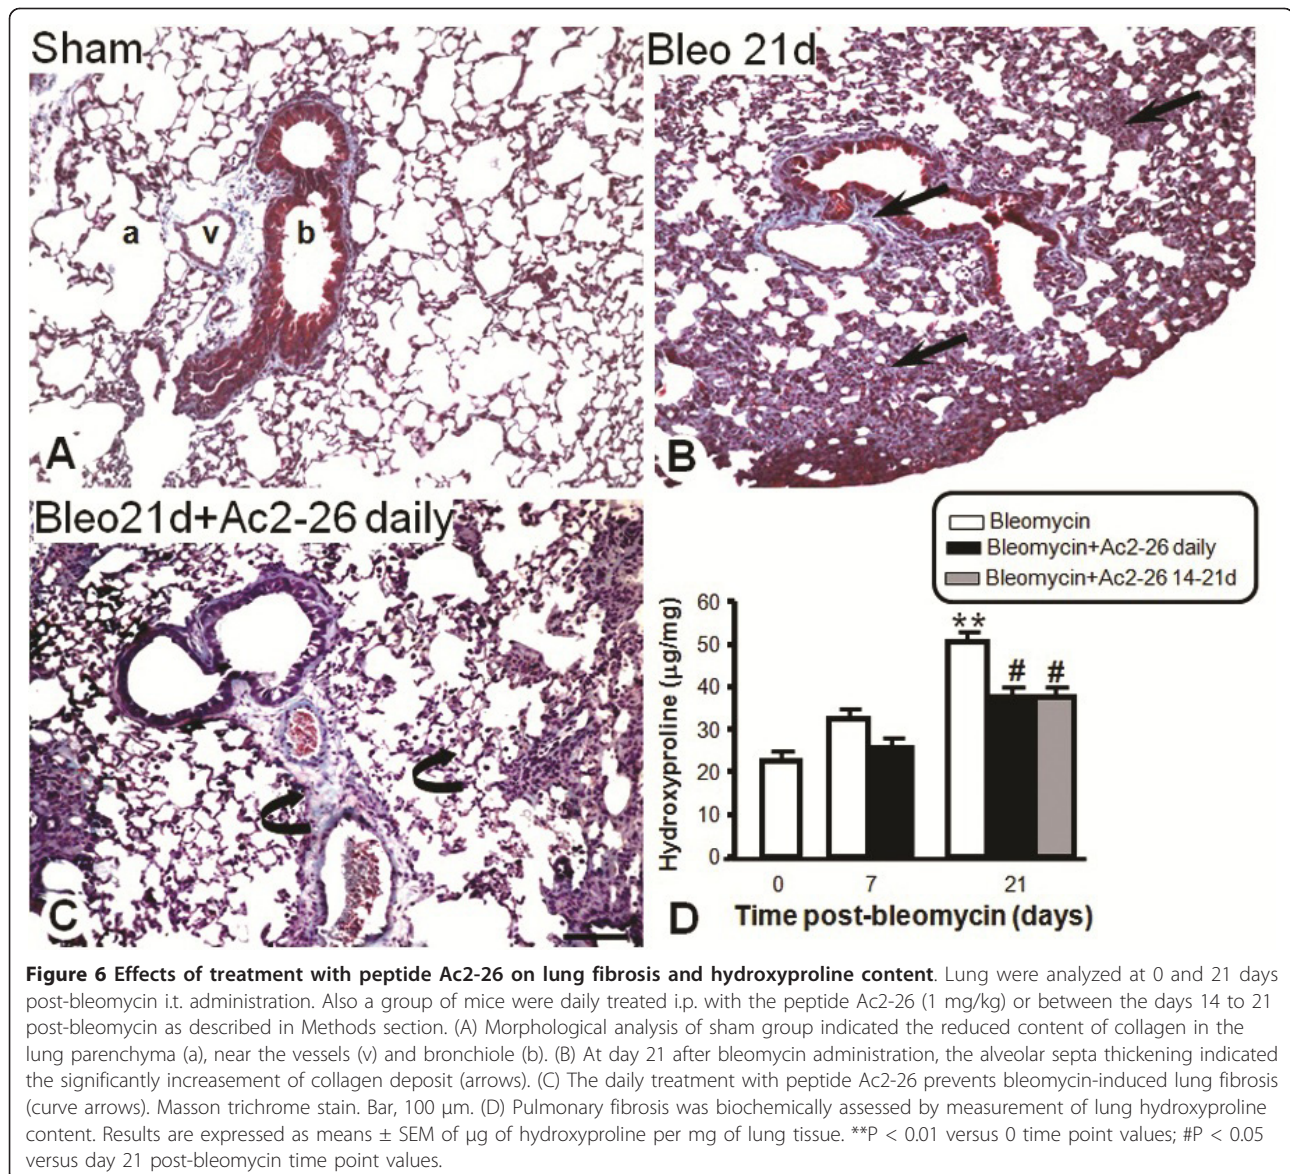 Sham
a
v
b
A
Bleo 21d
B
Bleo21d+Ac2-26 daily
C
Bleomycin
Bleomycin+Ac2-26 daily
Bleomycin+Ac2-26 14-21d
Hydroxyproline (µg/mg)
60
50
40
30
20
10
0
**
#
#
0
7
21
D
Time post-bleomycin (days)
Figure 6 Effects of treatment with peptide Ac2-26 on lung fibrosis and hydroxyproline content. Lung were analyzed at 0 and 21 days
post-bleomycin i.t. administration. Also a group of mice were daily treated i.p. with the peptide Ac2-26 (1 mg/kg) or between the days 14 to 21
post-bleomycin as described in Methods section. (A) Morphological analysis of sham group indicated the reduced content of collagen in the
lung parenchyma (a), near the vessels (v) and bronchiole (b). (B) At day 21 after bleomycin administration, the alveolar septa thickening indicated
the significantly increasement of collagen deposit (arrows). (C) The daily treatment with peptide Ac2-26 prevents bleomycin-induced lung fibrosis
(curve arrows). Masson trichrome stain. Bar, 100 µm. (D) Pulmonary fibrosis was biochemically assessed by measurement of lung hydroxyproline
content. Results are expressed as means ± SEM of µg of hydroxyproline per mg of lung tissue. **P < 0.01 versus 0 time point values; #P < 0.05
versus day 21 post-bleomycin time point values.